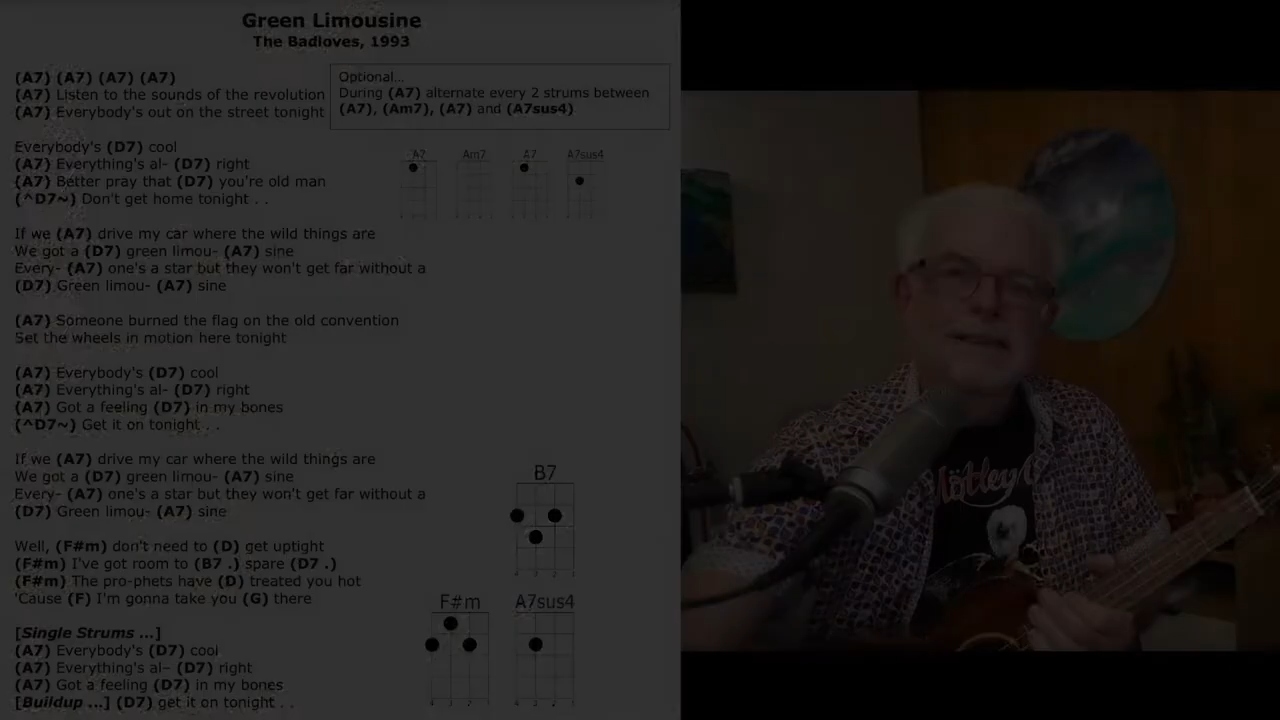 Green Limousine
The Badloves, 1993
(A7) (A7) (A7) (A7)
(A7) Listen to the sounds of the revolution
(A7) Everybody's out on the street tonight
Optional...
During (A7) alternate every 2 strums between
(A7), (Am7), (A7) and (A7sus4)
A7 Am7 A7 A7sus4
Everybody's (D7) cool
(A7) Everything's al- (D7) right
(A7) Better pray that (D7) you're old man
(^D7~) Don't get home tonight . .
If we (A7) drive my car where the wild things are
We got a (D7) green limou- (A7) sine
Every- (A7) one's a star but they won't get far without a
(D7) Green limou- (A7) sine
(A7) Someone burned the flag on the old convention
Set the wheels in motion here tonight
(A7) Everybody's (D7) cool
(A7) Everything's al- (D7) right
(A7) Got a feeling (D7) in my bones
(^D7~) Get it on tonight . .
If we (A7) drive my car where the wild things are
We got a (D7) green limou- (A7) sine
Every- (A7) one's a star but they won't get far without a
(D7) Green limou- (A7) sine
B7
Well, (F#m) don't need to (D) get uptight
(F#m) I've got room to (B7 .) spare (D7 .)
(F#m) The pro-phets have (D) treated you hot
'Cause (F) I'm gonna take you (G) there
F#m A7sus4
[Single Strums ...]
(A7) Everybody's (D7) cool
(A7) Everything's al– (D7) right
(A7) Got a feeling (D7) in my bones
[Buildup ...] (D7) get it on tonight . .
Mötley